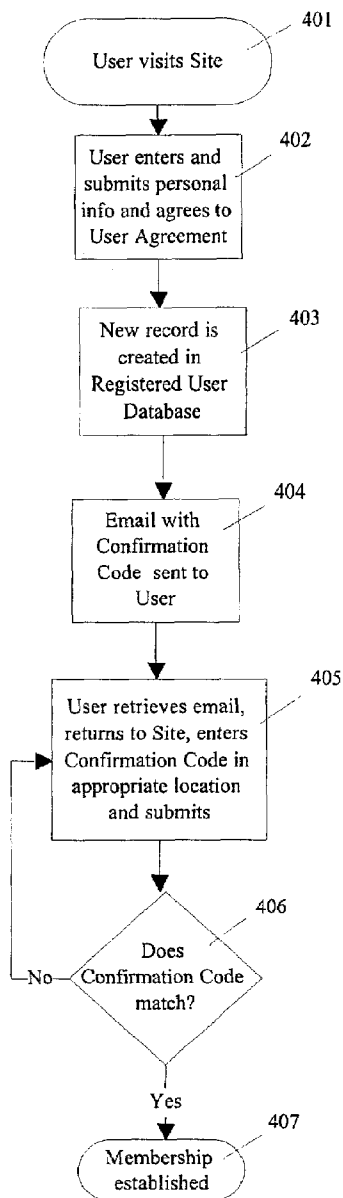 401
User visits Site
402
User enters and
submits personal
info and agrees to
User Agreement
403
New record is
created in
Registered User
Database
404
Email with
Confirmation
Code sent to
User
405
User retrieves email,
returns to Site, enters
Confirmation Code in
appropriate location
and submits
406
Does
Confirmation Code
match?
No
Yes
407
Membership
established